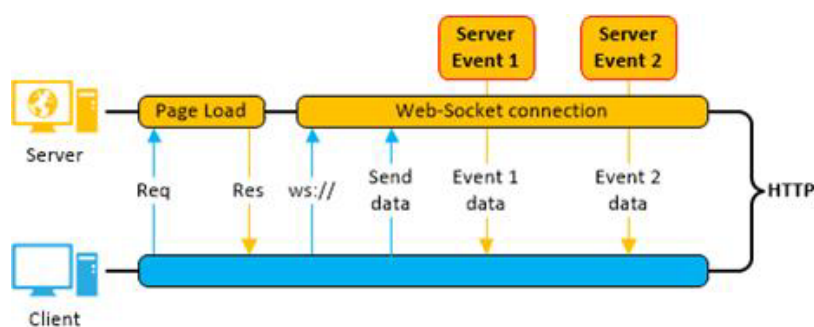 Server
Event 1
Server
Event 2
Page Load
Web-Socket connection
Server
Req
Res
ws://
Send
data
Event 1
data
Event 2
data
HTTP
Client